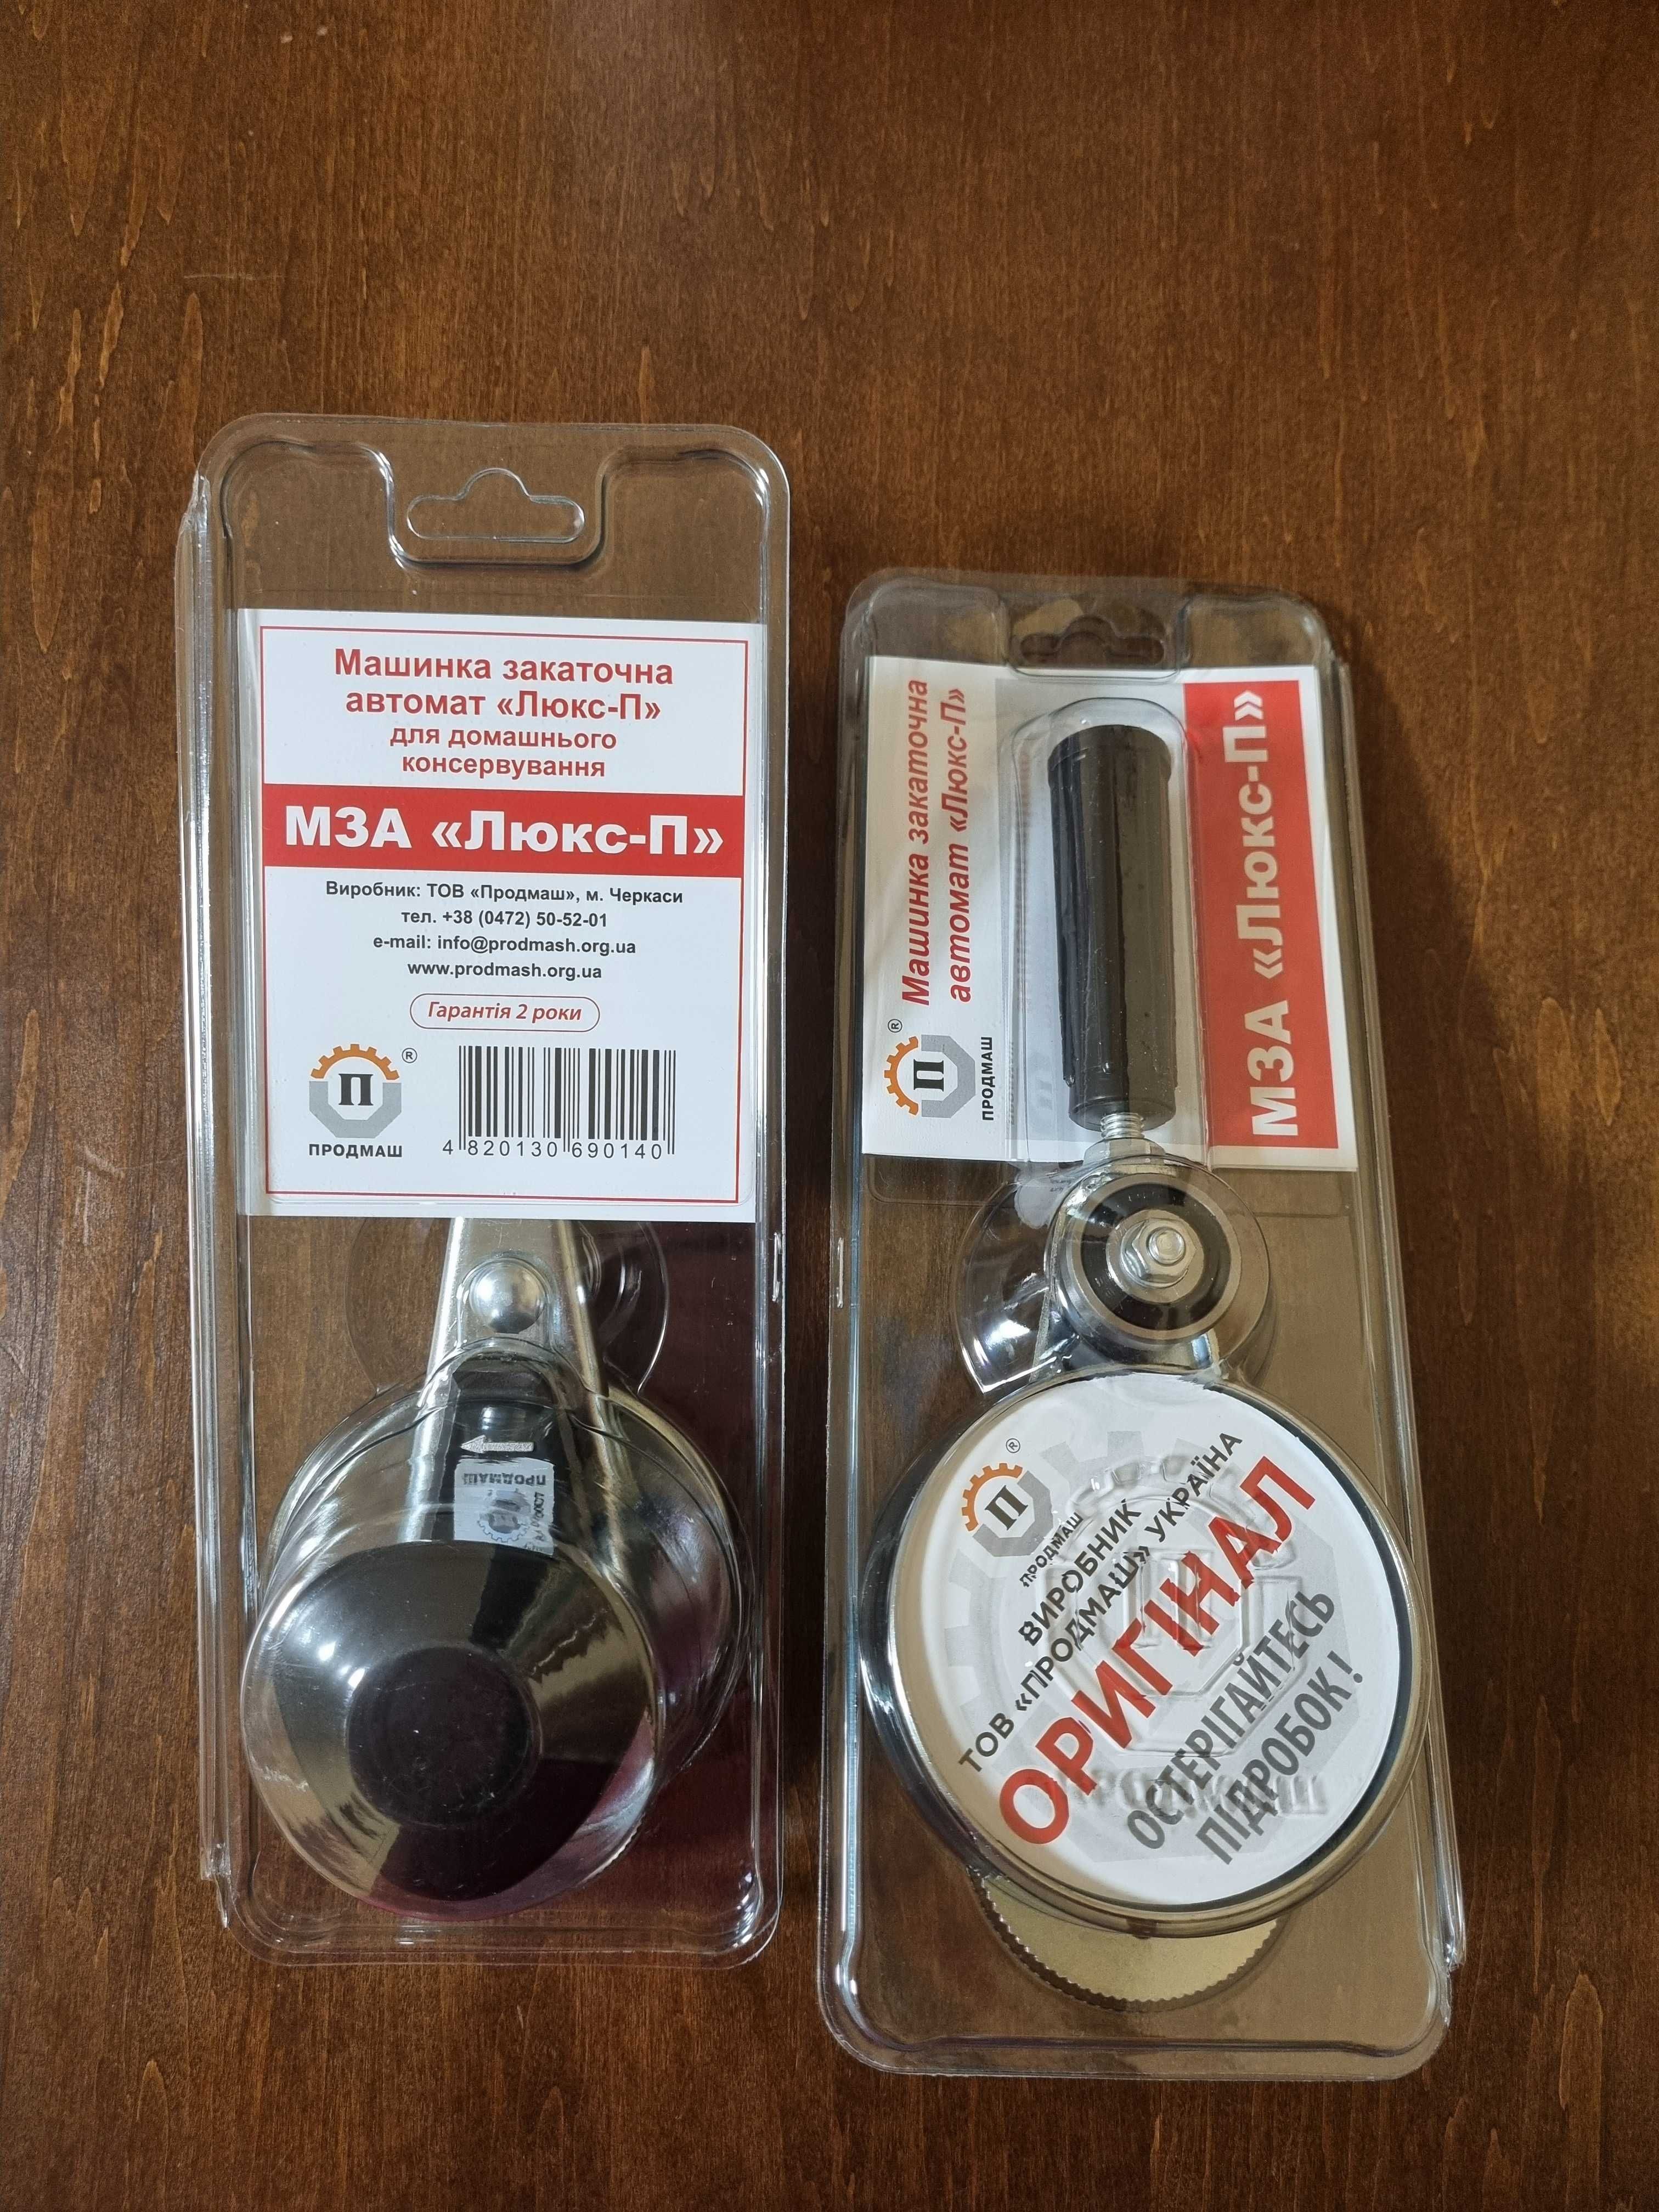 Машинка закаточна
автомат «Люкс-П»
для домашнього
консервування
МЗА «Люкс-П»
Виробник: ТОВ «Продмаш», м. Черкаси
тел. +38 (0472) 50-52-01
e-mail: info@prodmash.org.ua
www.prodmash.org.ua
Гарантія 2 роки
П ®
ПРОДМАШ
4 820130 690140
ПРОДМАШ
Машинка закаточна
автомат «Люкс-П»
П ®
ПРОДМАШ
МЗА «Люкс-П»
П ®
ПРОДМАШ
ВИРОБНИК
ТОВ «ПРОДМАШ» УКРАЇНА
ОРИГІНАЛ
ОСТЕРІГАЙТЕСЬ
ПІДРОБОК!